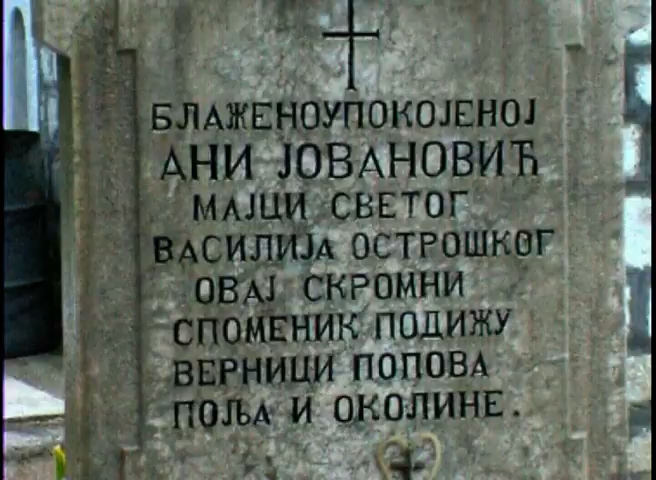 БЛАЖЕНОУПОКОЈЕНОЈ
АНИ ЈОВАНОВИЋ
МАЈЦИ СВЕТОГ
ВАСИЛИЈА ОСТРОШКОГ
ОВАЈ СКРОМНИ
СПОМЕНИК ПОДИЖУ
ВЕРНИЦИ ПОПОВА
ПОЉА И ОКОЛИНЕ.